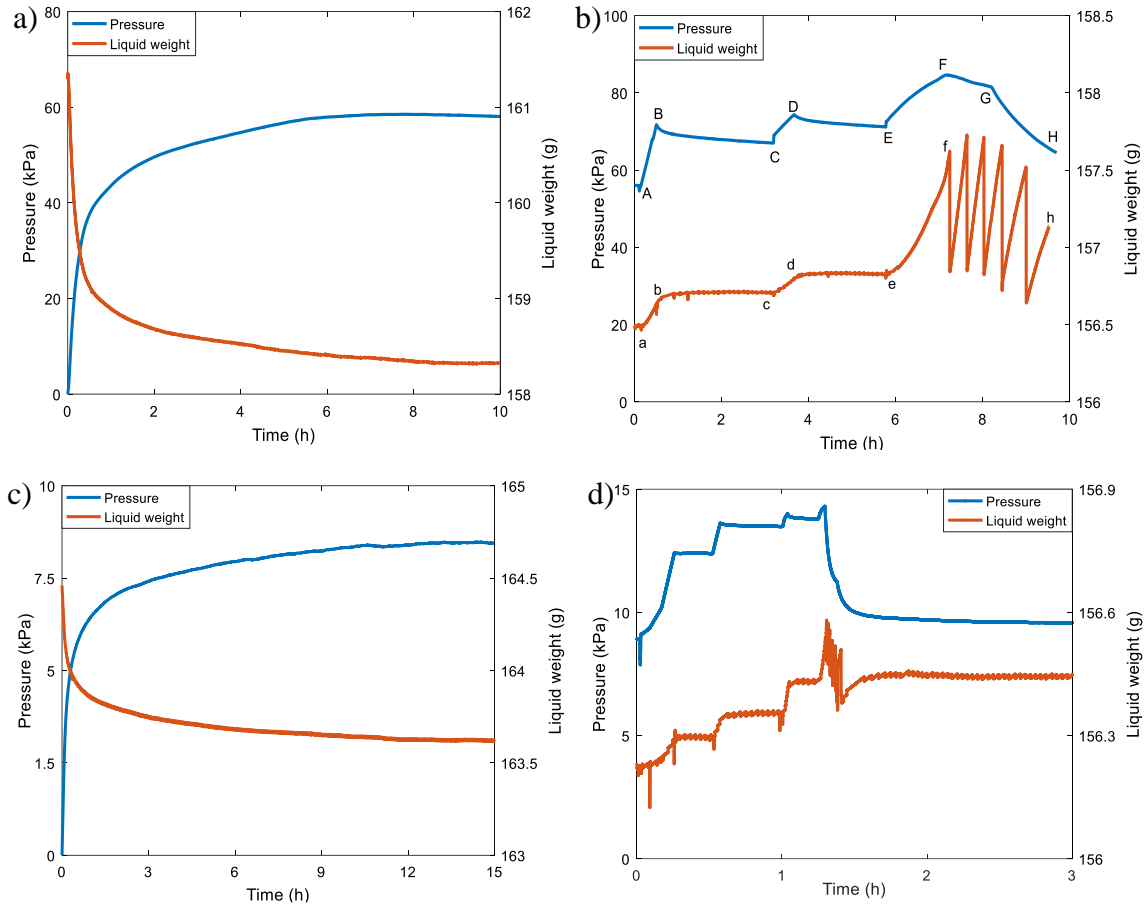 a)
Pressure
Liquid weight
80
60
40
20
0
162
161
160
159
158
0 2 4 6 8 10
Pressure (kPa)
Liquid weight (g)
Time (h)
b)
Pressure
Liquid weight
100
80
60
40
20
0
158.5
158
157.5
157
156.5
156
0 2 4 6 8 10
Pressure (kPa)
Liquid weight (g)
Time (h)
A B C D E F G H
a b c d e f h
c)
Pressure
Liquid weight
10
7.5
5
1.5
0
165
164.5
164
163.5
163
0 3 6 9 12 15
Pressure (kPa)
Liquid weight (g)
Time (h)
d)
Pressure
Liquid weight
15
10
5
0
156.9
156.6
156.3
156
0 1 2 3
Pressure (kPa)
Liquid weight (g)
Time (h)